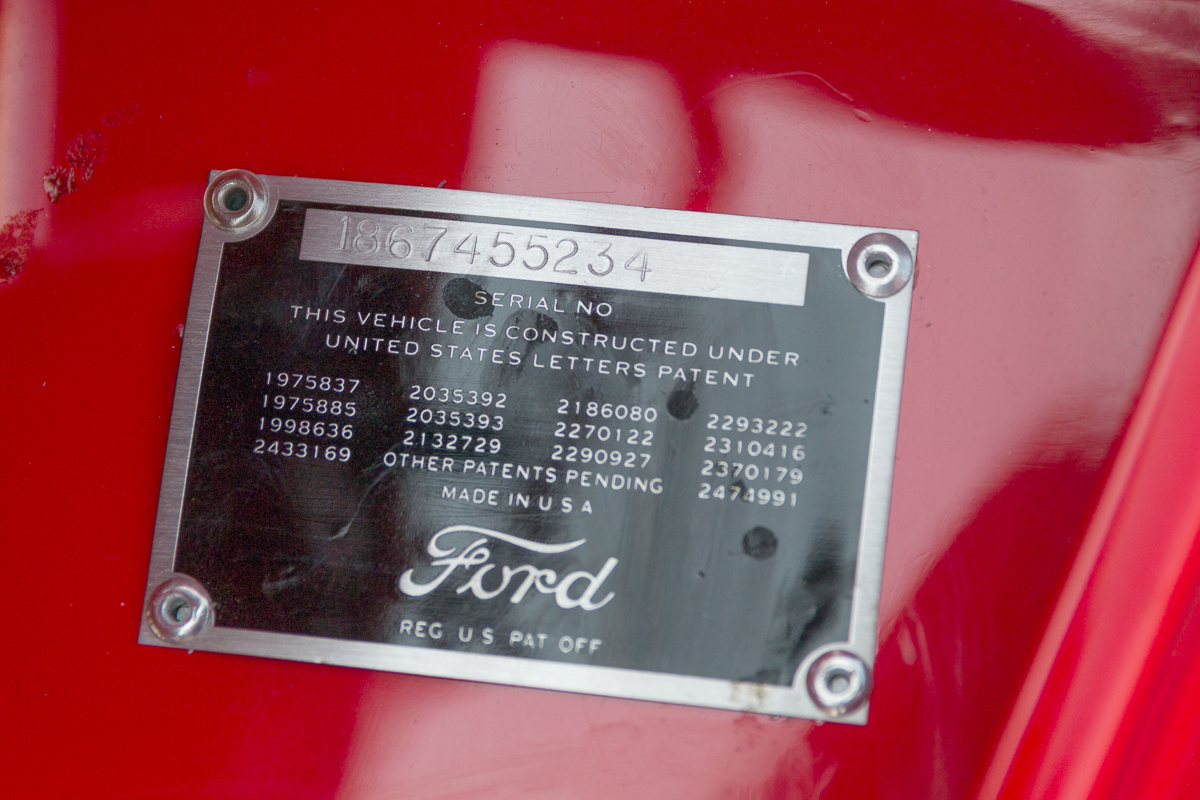 1867455234
SERIAL NO
THIS VEHICLE IS CONSTRUCTED UNDER
UNITED STATES LETTERS PATENT
1975837 2035392 2186080 2293222
1975885 2035393 2270122 2310416
1998636 2132729 2290927 2370179
2433169 OTHER PATENTS PENDING 2474991
MADE IN U S A
Ford
REG U S PAT OFF